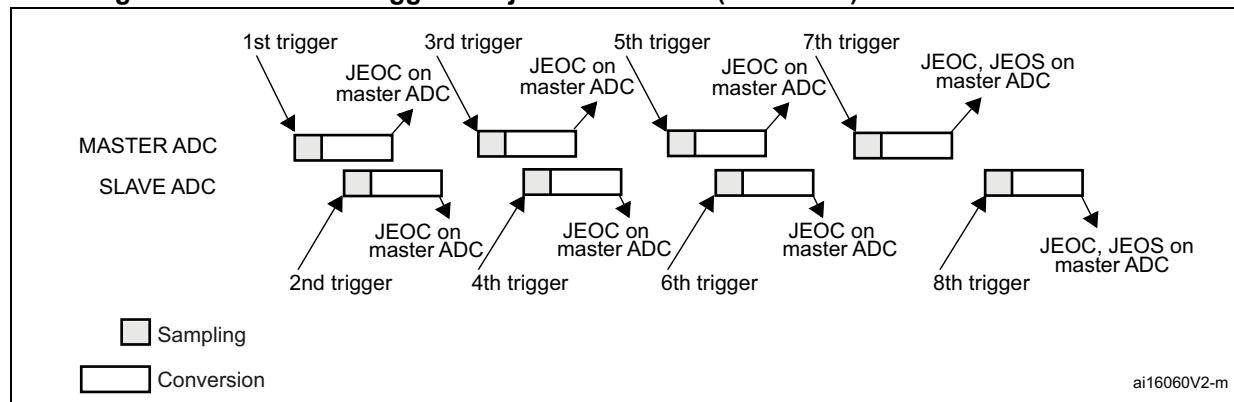 1st trigger
3rd trigger
5th trigger
7th trigger
JEOC on
master ADC
JEOC on
master ADC
JEOC on
master ADC
JEOC, JEOS on
master ADC
MASTER ADC
SLAVE ADC
JEOC on
master ADC
JEOC on
master ADC
JEOC on
master ADC
JEOC, JEOS on
master ADC
2nd trigger
4th trigger
6th trigger
8th trigger
Sampling
Conversion
ai16060V2-m